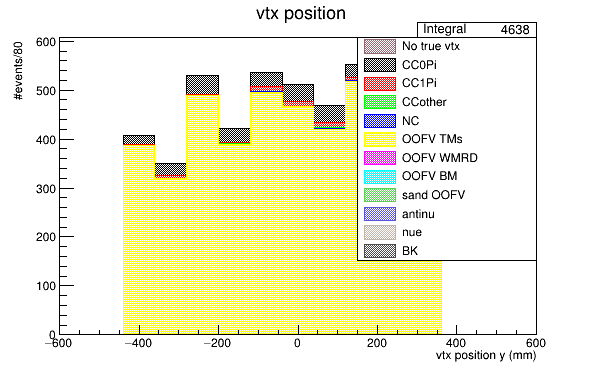 vtx position
Integral 4638
#events/80
600
500
400
300
200
100
0
No true vtx
CC0Pi
CC1Pi
CCother
NC
OOFV TMs
OOFV WMRD
OOFV BM
sand OOFV
antinu
nue
BK
−600 −400 −200 0 200 400 600
vtx position y (mm)